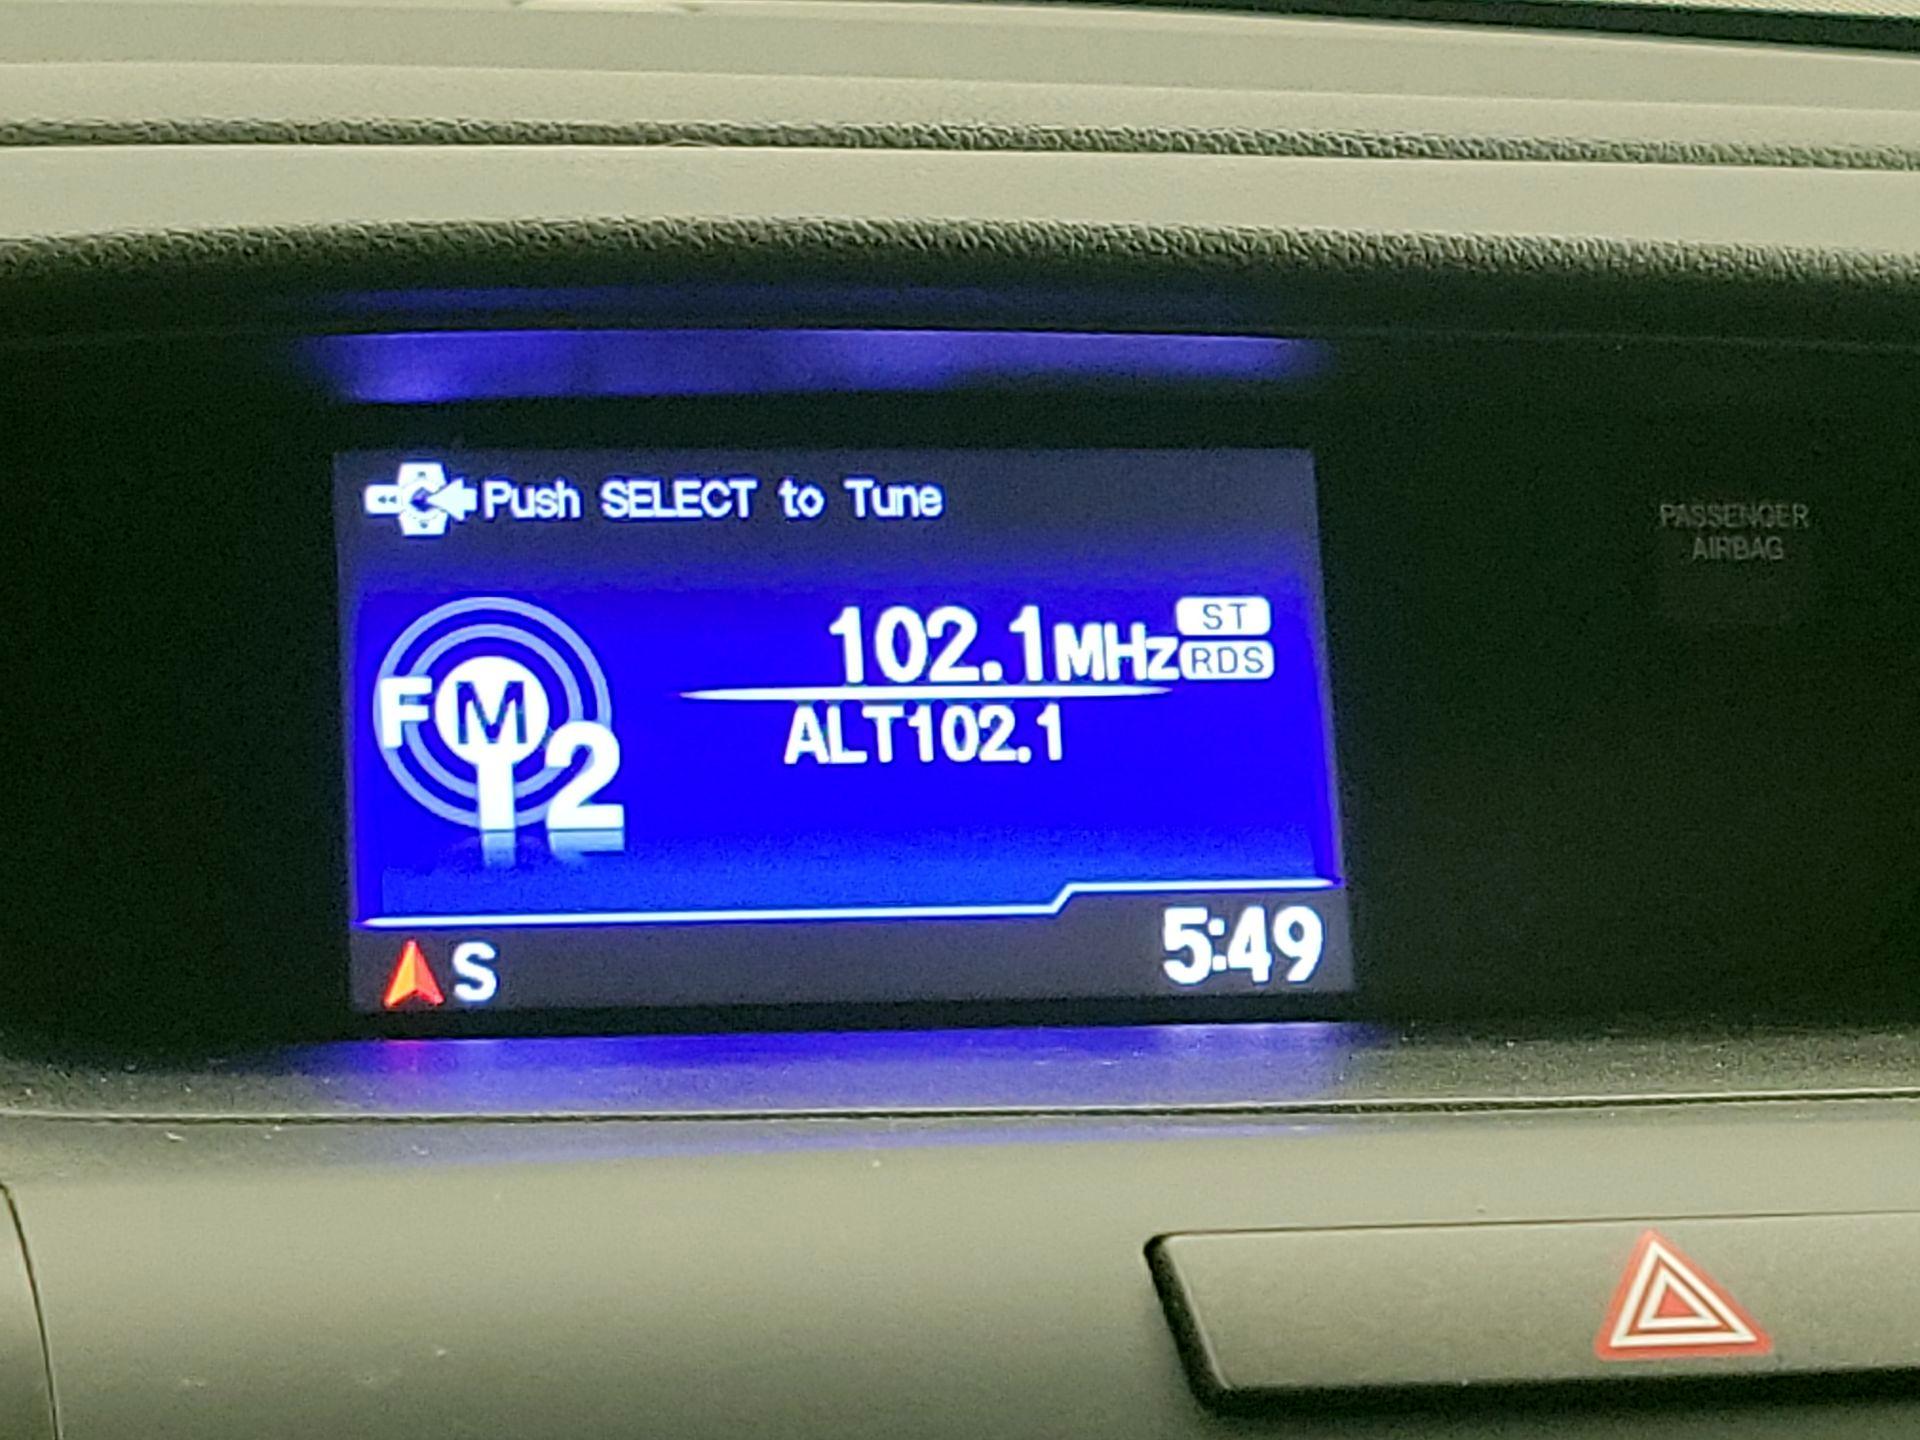 Push SELECT to Tune
102.1MHz ST
RDS
FM2
ALT102.1
S
5:49
PASSENGER
AIRBAG